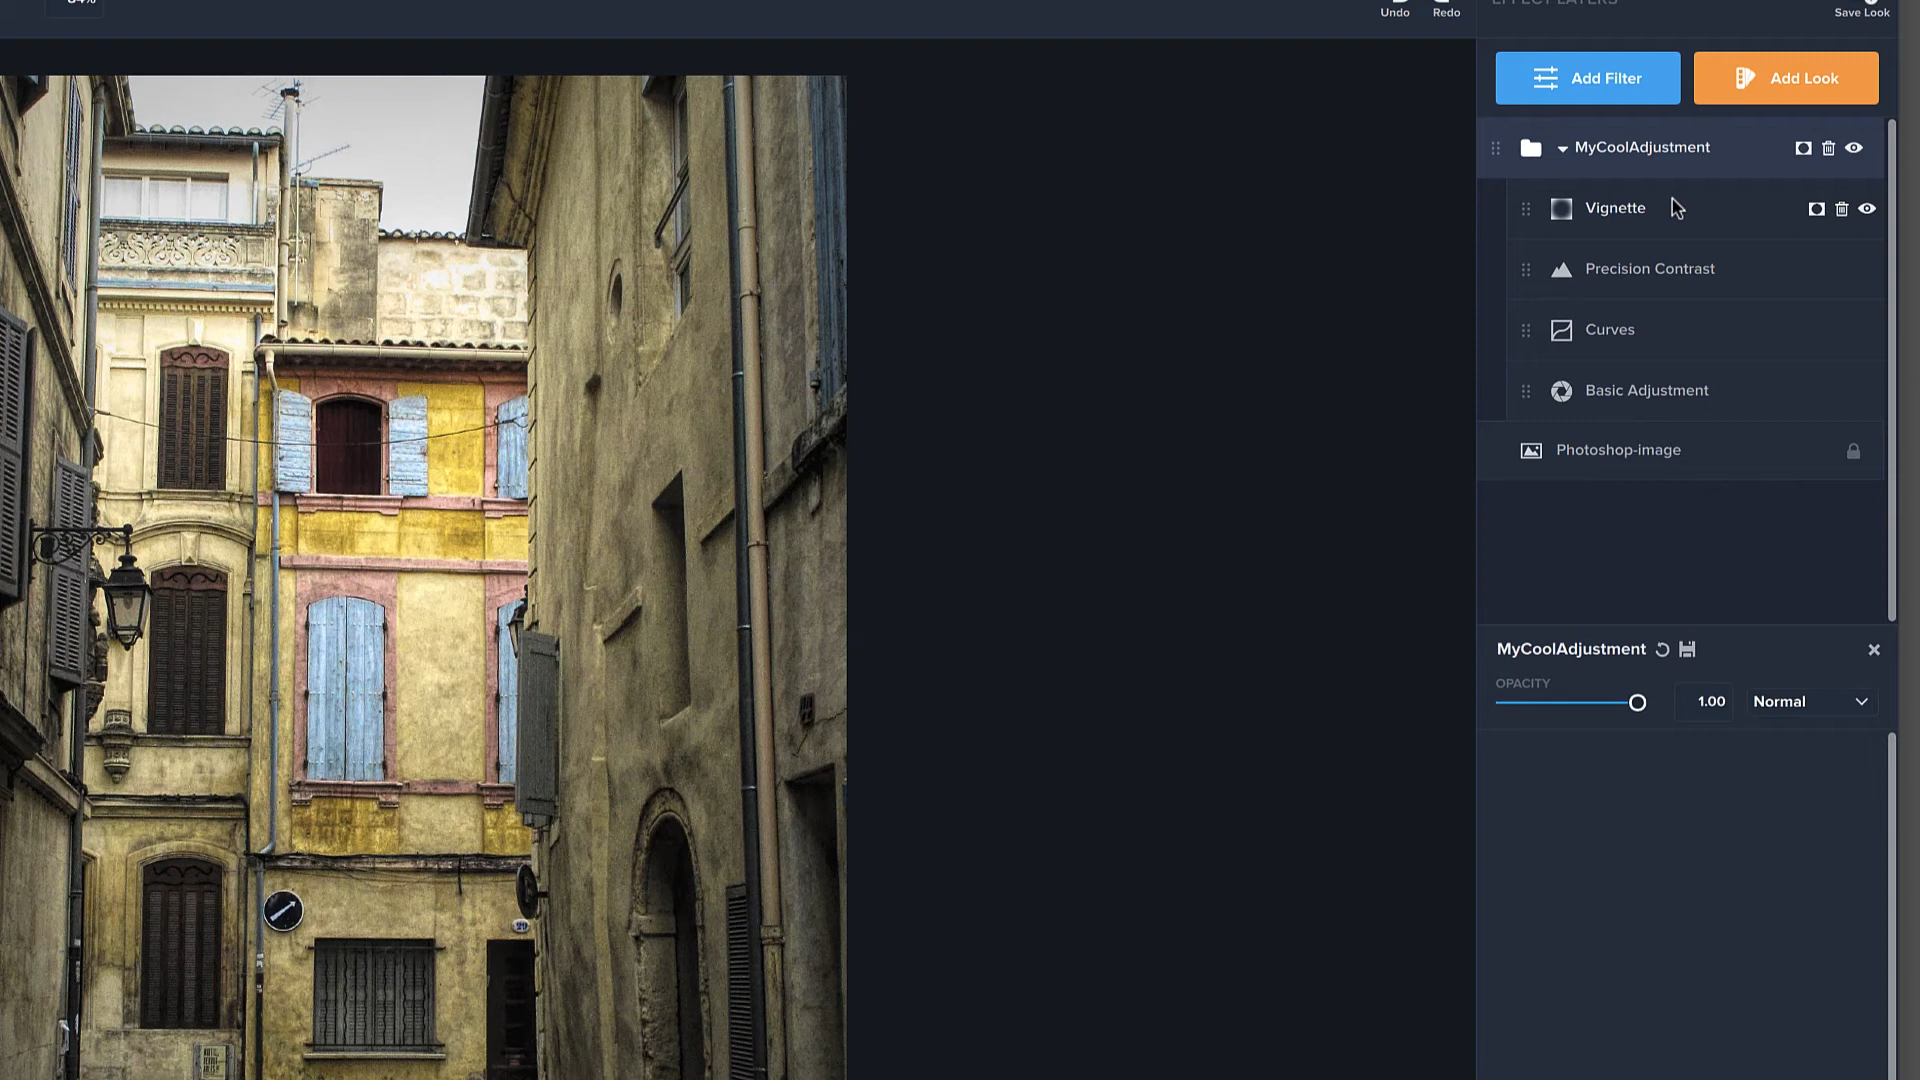 Undo
Redo
Save Look
Add Filter
Add Look
MyCoolAdjustment
Vignette
Precision Contrast
Curves
Basic Adjustment
Photoshop-image
MyCoolAdjustment
OPACITY
1.00
Normal
29